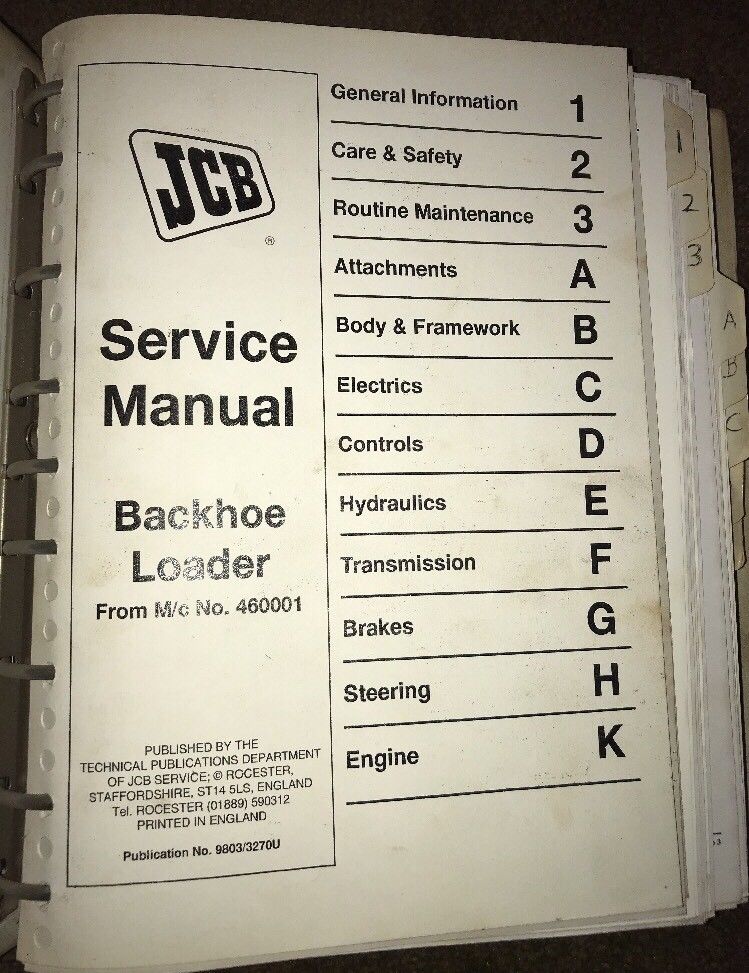 JCB
®
Service
Manual
Backhoe
Loader
From M/c No. 460001
PUBLISHED BY THE
TECHNICAL PUBLICATIONS DEPARTMENT
OF JCB SERVICE; © ROCESTER,
STAFFORDSHIRE, ST14 5LS, ENGLAND
Tel. ROCESTER (01889) 590312
PRINTED IN ENGLAND
Publication No. 9803/3270U
General Information 1
Care & Safety 2
Routine Maintenance 3
Attachments A
Body & Framework B
Electrics C
Controls D
Hydraulics E
Transmission F
Brakes G
Steering H
Engine K
1
2
3
A
B
C